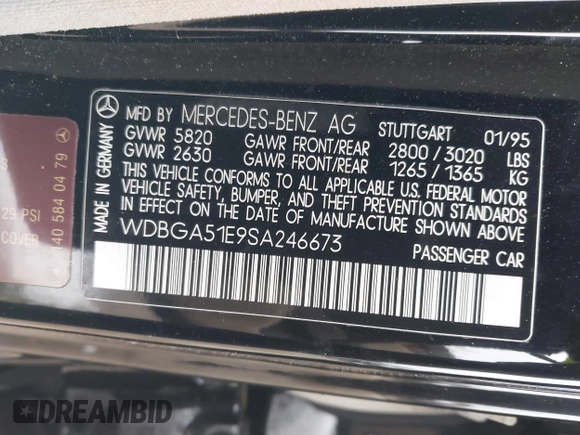 MFD BY MERCEDES-BENZ AG STUTTGART 01/95
GVWR 5820 GAWR FRONT/REAR 2800/3020 LBS
GVWR 2630 GAWR FRONT/REAR 1265/1365 KG
THIS VEHICLE CONFORMS TO ALL APPLICABLE U.S. FEDERAL MOTOR
VEHICLE SAFETY, BUMPER, AND THEFT PREVENTION STANDARDS
IN EFFECT ON THE DATE OF MANUFACTURE SHOWN ABOVE.
WDBGA51E9SA246673
PASSENGER CAR
MADE IN GERMANY
140 584 04 79
29 PSI
COVER
DREAMBID